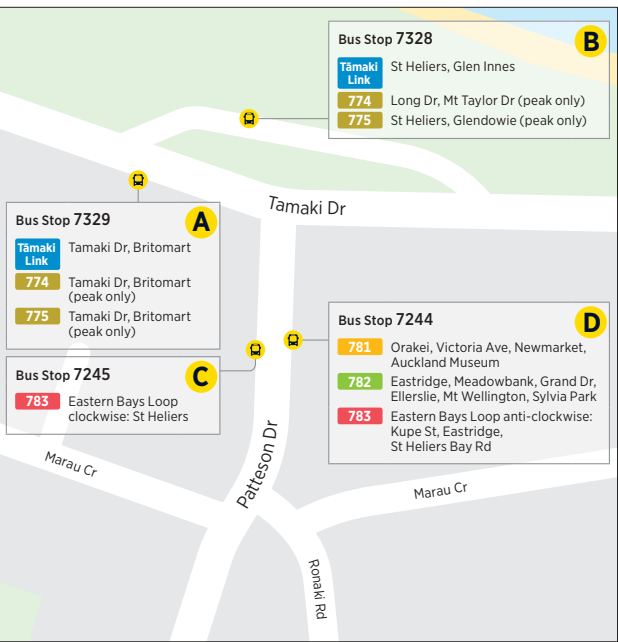 Bus Stop 7328
B
Tāmaki
Link
St Heliers, Glen Innes
774
Long Dr, Mt Taylor Dr (peak only)
775
St Heliers, Glendowie (peak only)
Tamaki Dr
Bus Stop 7329
A
Tāmaki
Link
Tamaki Dr, Britomart
774
Tamaki Dr, Britomart
(peak only)
775
Tamaki Dr, Britomart
(peak only)
Bus Stop 7245
C
783
Eastern Bays Loop
clockwise: St Heliers
Bus Stop 7244
D
781
Orakei, Victoria Ave, Newmarket,
Auckland Museum
782
Eastridge, Meadowbank, Grand Dr,
Ellerslie, Mt Wellington, Sylvia Park
783
Eastern Bays Loop anti-clockwise:
Kupe St, Eastridge,
St Heliers Bay Rd
Patteson Dr
Marau Cr
Marau Cr
Ronaki Rd